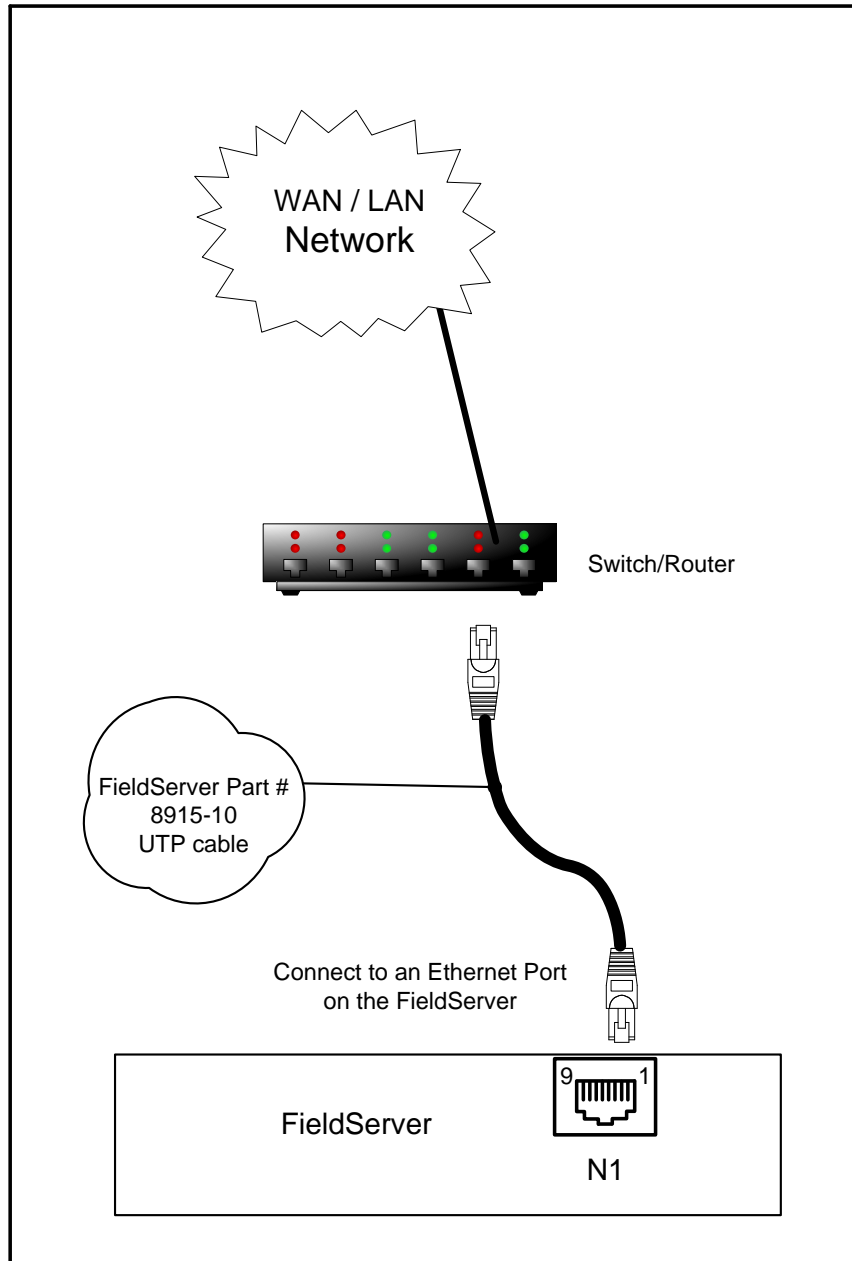 WAN / LAN
Network
Switch/Router
FieldServer Part #
8915-10
UTP cable
Connect to an Ethernet Port
on the FieldServer
9 1
FieldServer
N1